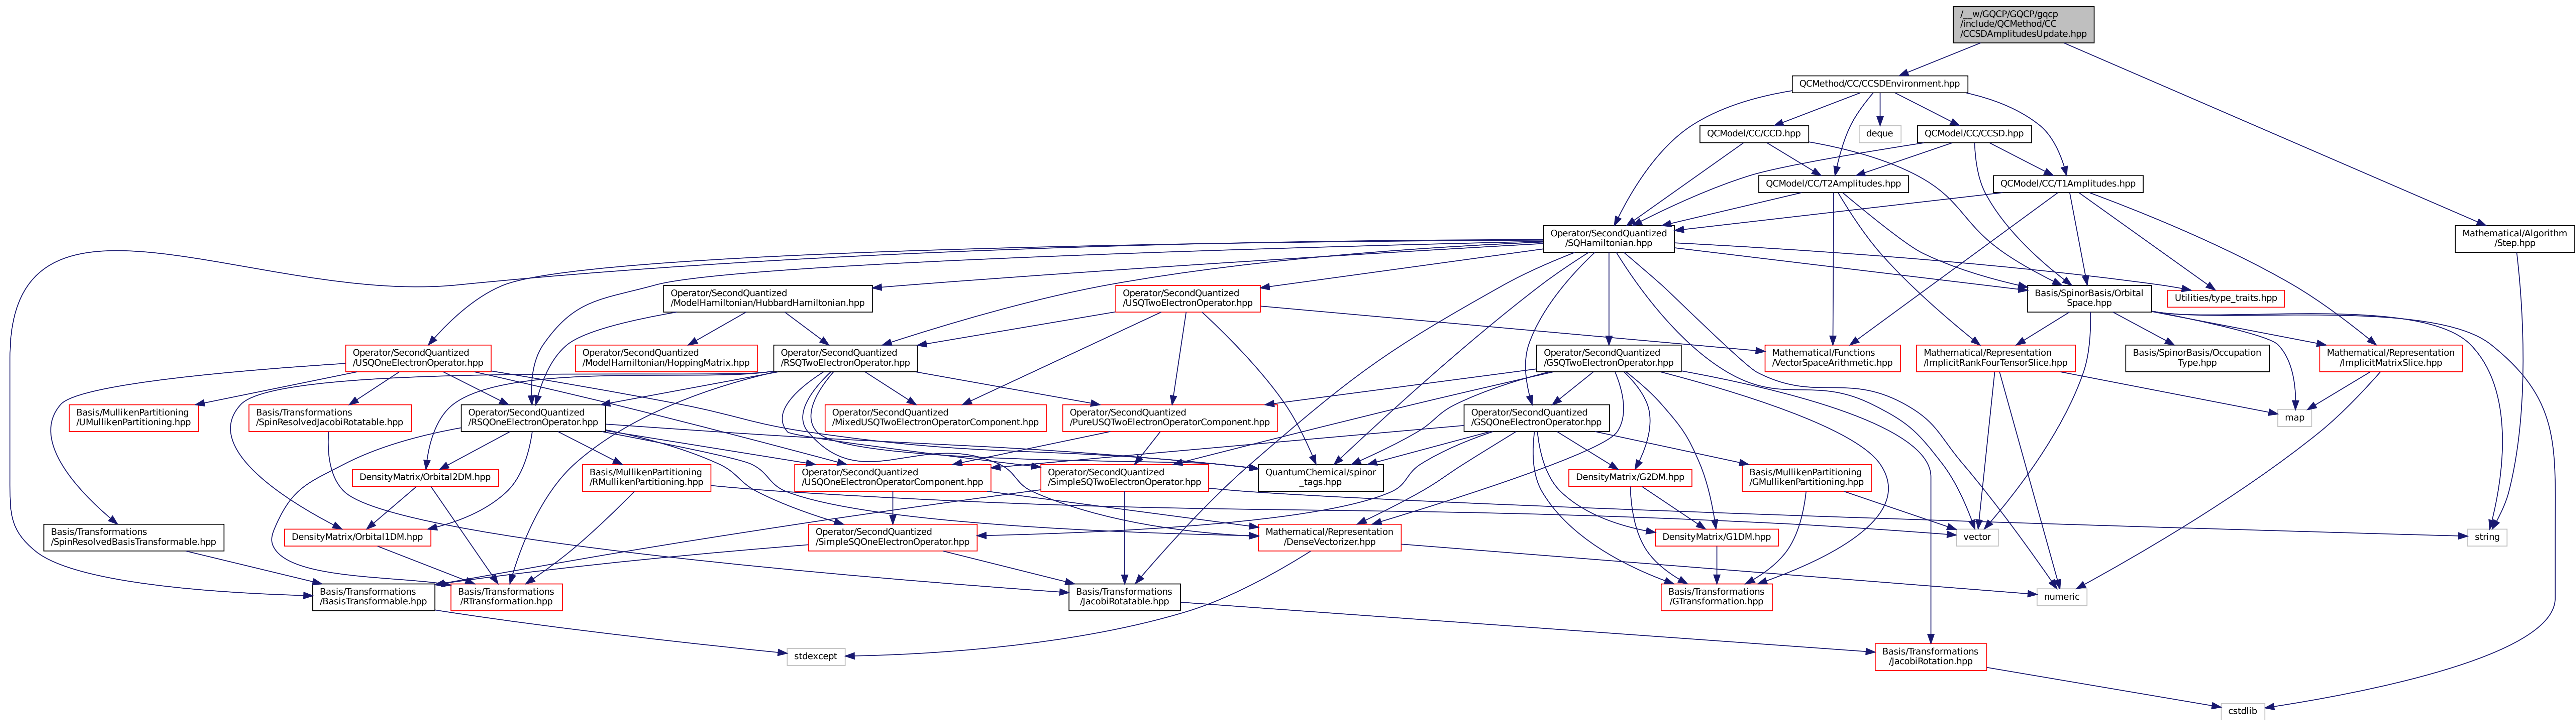 /__w/GQCP/GQCP/gqcp
/include/QCMethod/CC
/CCSDAmplitudesUpdate.hpp
QCMethod/CC/CCSDEnvironment.hpp
QCModel/CC/CCD.hpp
deque
QCModel/CC/CCSD.hpp
QCModel/CC/T2Amplitudes.hpp
QCModel/CC/T1Amplitudes.hpp
Operator/SecondQuantized
/SQHamiltonian.hpp
Mathematical/Algorithm
/Step.hpp
Operator/SecondQuantized
/ModelHamiltonian/HubbardHamiltonian.hpp
Operator/SecondQuantized
/USQTwoElectronOperator.hpp
Basis/SpinorBasis/Orbital
Space.hpp
Utilities/type_traits.hpp
Operator/SecondQuantized
/USQOneElectronOperator.hpp
Operator/SecondQuantized
/ModelHamiltonian/HoppingMatrix.hpp
Operator/SecondQuantized
/RSQTwoElectronOperator.hpp
Operator/SecondQuantized
/GSQTwoElectronOperator.hpp
Mathematical/Functions
/VectorSpaceArithmetic.hpp
Mathematical/Representation
/ImplicitRankFourTensorSlice.hpp
Basis/SpinorBasis/Occupation
Type.hpp
Mathematical/Representation
/ImplicitMatrixSlice.hpp
Basis/MullikenPartitioning
/UMullikenPartitioning.hpp
Basis/Transformations
/SpinResolvedJacobiRotatable.hpp
Operator/SecondQuantized
/RSQOneElectronOperator.hpp
Operator/SecondQuantized
/MixedUSQTwoElectronOperatorComponent.hpp
Operator/SecondQuantized
/PureUSQTwoElectronOperatorComponent.hpp
Operator/SecondQuantized
/GSQOneElectronOperator.hpp
map
DensityMatrix/Orbital2DM.hpp
Basis/MullikenPartitioning
/RMullikenPartitioning.hpp
Operator/SecondQuantized
/USQOneElectronOperatorComponent.hpp
Operator/SecondQuantized
/SimpleSQTwoElectronOperator.hpp
QuantumChemical/spinor
_tags.hpp
DensityMatrix/G2DM.hpp
Basis/MullikenPartitioning
/GMullikenPartitioning.hpp
Basis/Transformations
/SpinResolvedBasisTransformable.hpp
DensityMatrix/Orbital1DM.hpp
Operator/SecondQuantized
/SimpleSQOneElectronOperator.hpp
Mathematical/Representation
/DenseVectorizer.hpp
DensityMatrix/G1DM.hpp
vector
string
Basis/Transformations
/BasisTransformable.hpp
Basis/Transformations
/RTransformation.hpp
Basis/Transformations
/JacobiRotatable.hpp
Basis/Transformations
/GTransformation.hpp
numeric
stdexcept
Basis/Transformations
/JacobiRotation.hpp
cstdlib